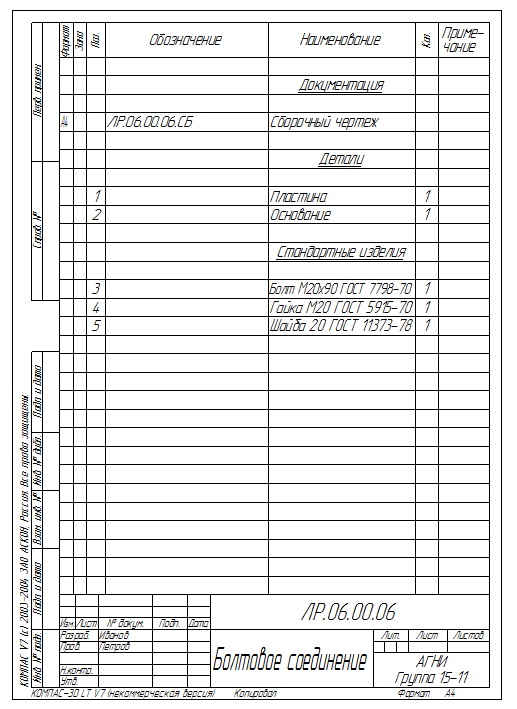 Формат Зона Поз. Обозначение Наименование Кол. Приме-
чание
Документация
А4 ЛР.06.00.06.СБ Сборочный чертеж
Детали
1 Пластина 1
2 Основание 1
Стандартные изделия
3 Болт М20х90 ГОСТ 7798-70 1
4 Гайка М20 ГОСТ 5915-70 1
5 Шайба 20 ГОСТ 11373-78 1
Перв. примен.
Справ. №
Подп. и дата
Инв. № дубл.
Взам. инв. №
Подп. и дата
Инв. № подл.
КОМПАС V7 (c) 2003-2004 ЗАО АСКОН, Россия. Все права защищены.
ЛР.06.00.06
Изм. Лист № докум. Подп. Дата
Разраб. Иванов
Пров. Петров
Н.контр.
Утв.
Болтовое соединение
Лит. Лист Листов
АГНИ
Группа 15-11
КОМПАС-3D LT V7 (некоммерческая версия) Копировал Формат А4